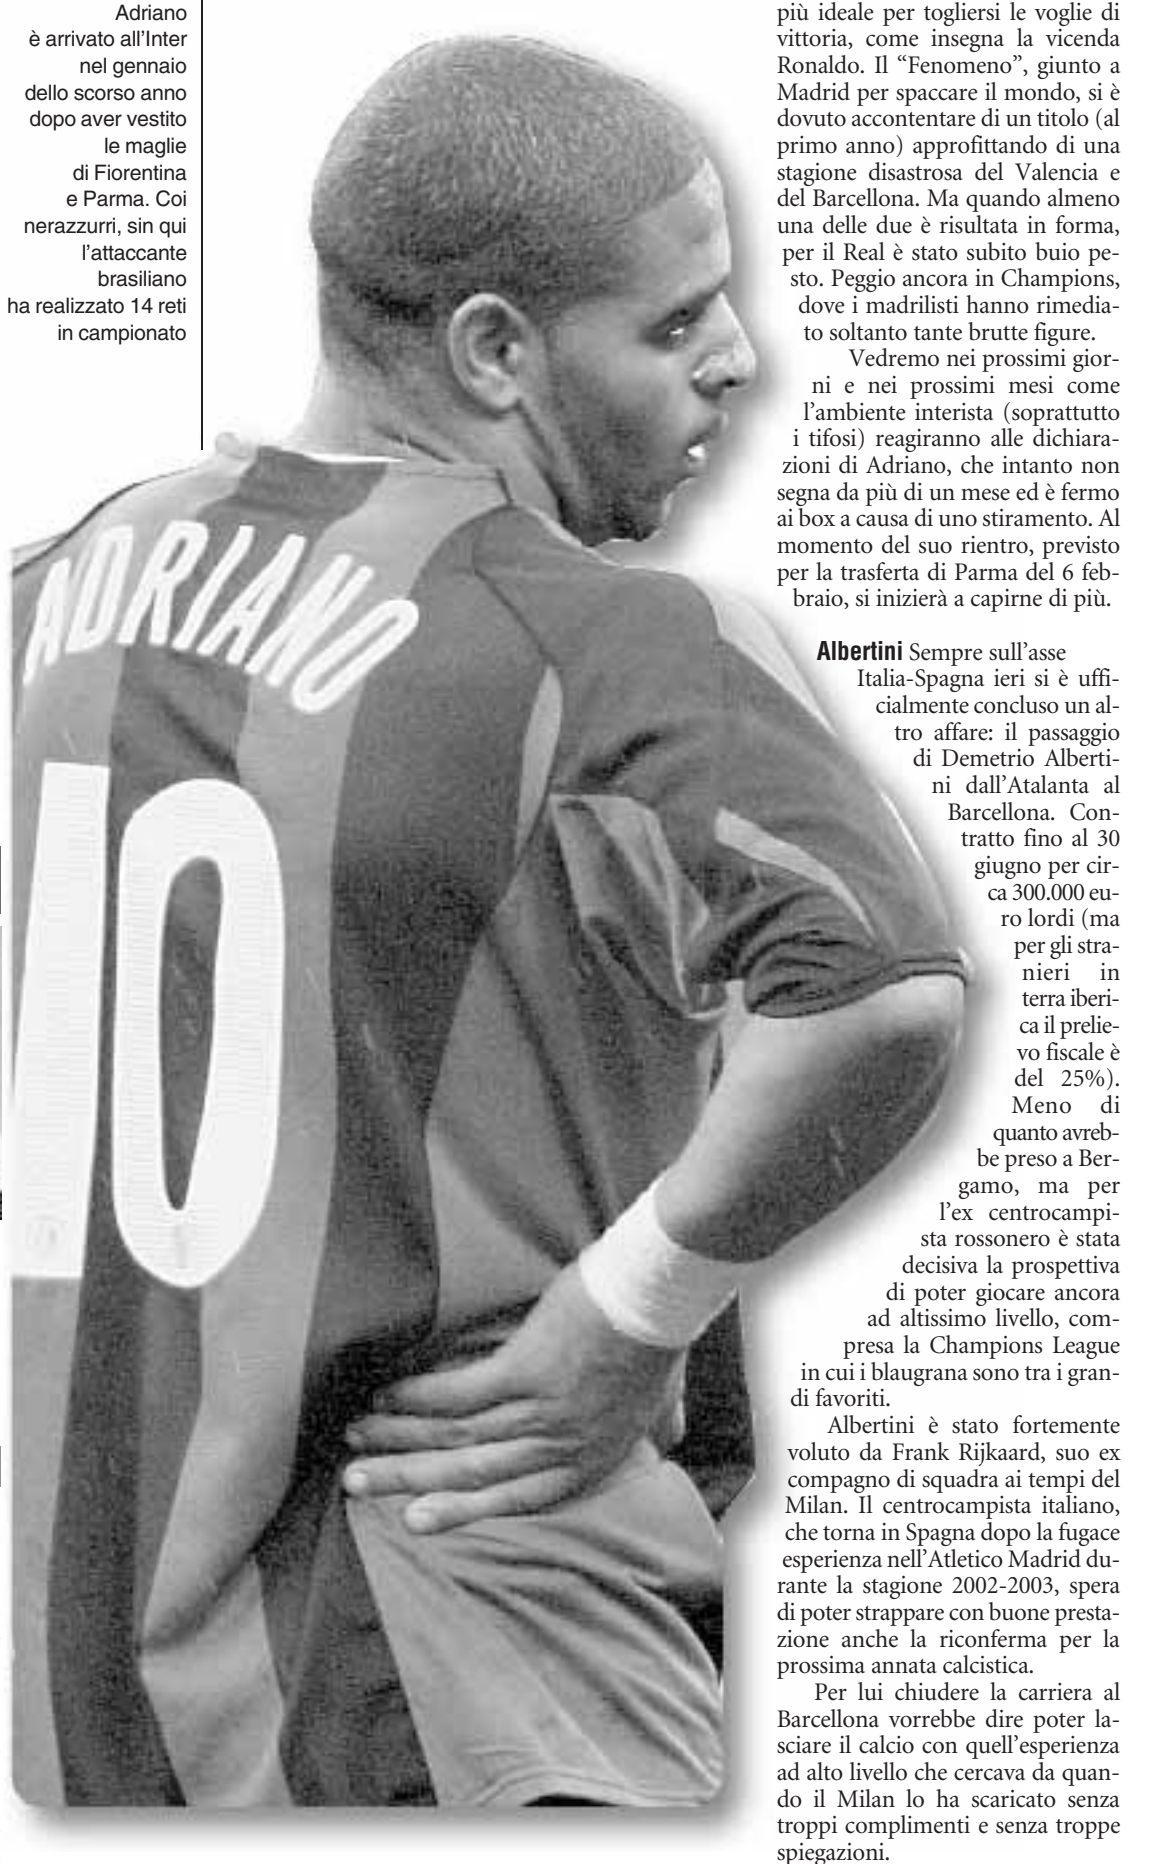 Adriano
è arrivato all'Inter
nel gennaio
dello scorso anno
dopo aver vestito
le maglie
di Fiorentina
e Parma. Coi
nerazzurri, sin qui
l'attaccante
brasiliano
ha realizzato 14 reti
in campionato
ADRIANO
10
più ideale per togliersi le voglie di
vittoria, come insegna la vicenda
Ronaldo. Il “Fenomeno”, giunto a
Madrid per spaccare il mondo, si è
dovuto accontentare di un titolo (al
primo anno) approfittando di una
stagione disastrosa del Valencia e
del Barcellona. Ma quando almeno
una delle due è risultata in forma,
per il Real è stato subito buio pe-
sto. Peggio ancora in Champions,
dove i madrilisti hanno rimedia-
to soltanto tante brutte figure.
Vedremo nei prossimi gior-
ni e nei prossimi mesi come
l'ambiente interista (soprattutto
i tifosi) reagiranno alle dichiara-
zioni di Adriano, che intanto non
segna da più di un mese ed è fermo
ai box a causa di uno stiramento. Al
momento del suo rientro, previsto
per la trasferta di Parma del 6 feb-
braio, si inizierà a capirne di più.
Albertini Sempre sull'asse
Italia-Spagna ieri si è uffi-
cialmente concluso un al-
tro affare: il passaggio
di Demetrio Alberti-
ni dall'Atalanta al
Barcellona. Con-
tratto fino al 30
giugno per cir-
ca 300.000 eu-
ro lordi (ma
per gli stra-
nieri in
terra iberi-
ca il prelie-
vo fiscale è
del 25%).
Meno di
quanto avreb-
be preso a Ber-
gamo, ma per
l'ex centrocampi-
sta rossonero è stata
decisiva la prospettiva
di poter giocare ancora
ad altissimo livello, com-
presa la Champions League
in cui i blaugrana sono tra i gran-
di favoriti.
Albertini è stato fortemente
voluto da Frank Rijkaard, suo ex
compagno di squadra ai tempi del
Milan. Il centrocampista italiano,
che torna in Spagna dopo la fugace
esperienza nell'Atletico Madrid du-
rante la stagione 2002-2003, spera
di poter strappare con buone presta-
zione anche la riconferma per la
prossima annata calcistica.
Per lui chiudere la carriera al
Barcellona vorrebbe dire poter la-
sciare il calcio con quell'esperienza
ad alto livello che cercava da quan-
do il Milan lo ha scaricato senza
troppi complimenti e senza troppe
spiegazioni.